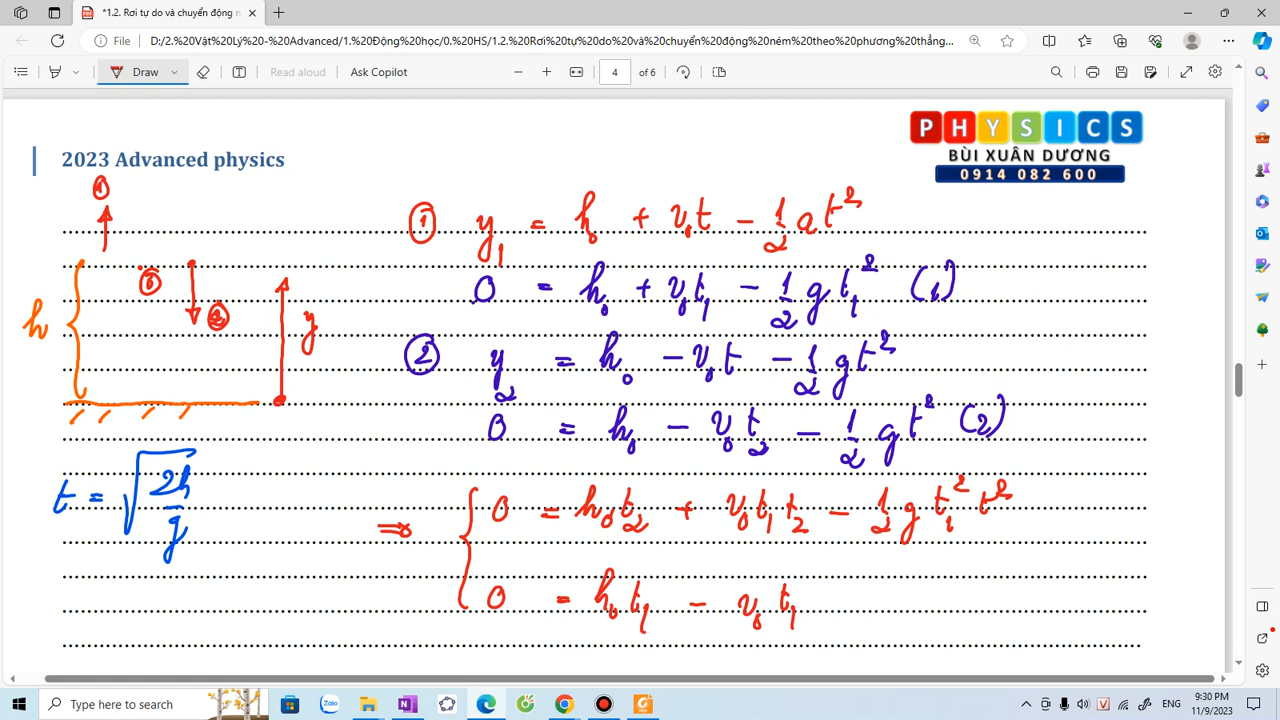 *1.2. Rơi tự do và chuyển động n
File
D:/2.%20Vật%20Lý%20-%20Advanced/1.%20Động%20học/0.%20HS/1.2.%20Rơi%20tự%20do%20và%20chuyển%20động%20ném%20theo%20phương%20thẳng...
Draw
Read aloud
Ask Copilot
4 of 6
PHYSICS
BÙI XUÂN DƯƠNG
0914 082 600
2023 Advanced physics
①
① y₁ = h₀ + v₀t − ½at²
h ① ② y
0 = h₀ + v₀t₁ − ½gt₁² (1)
② y₂ = h₀ − v₀t − ½gt²
0 = h₀ − v₀t₂ − ½gt² (2)
t = √(2h/g)
⇒ { 0 = h₀t₂ + v₀t₁t₂ − ½gt₁²t²
0 = h₀t₁ − v₀t₁
Type here to search
Zalo
ENG
9:30 PM
11/9/2023